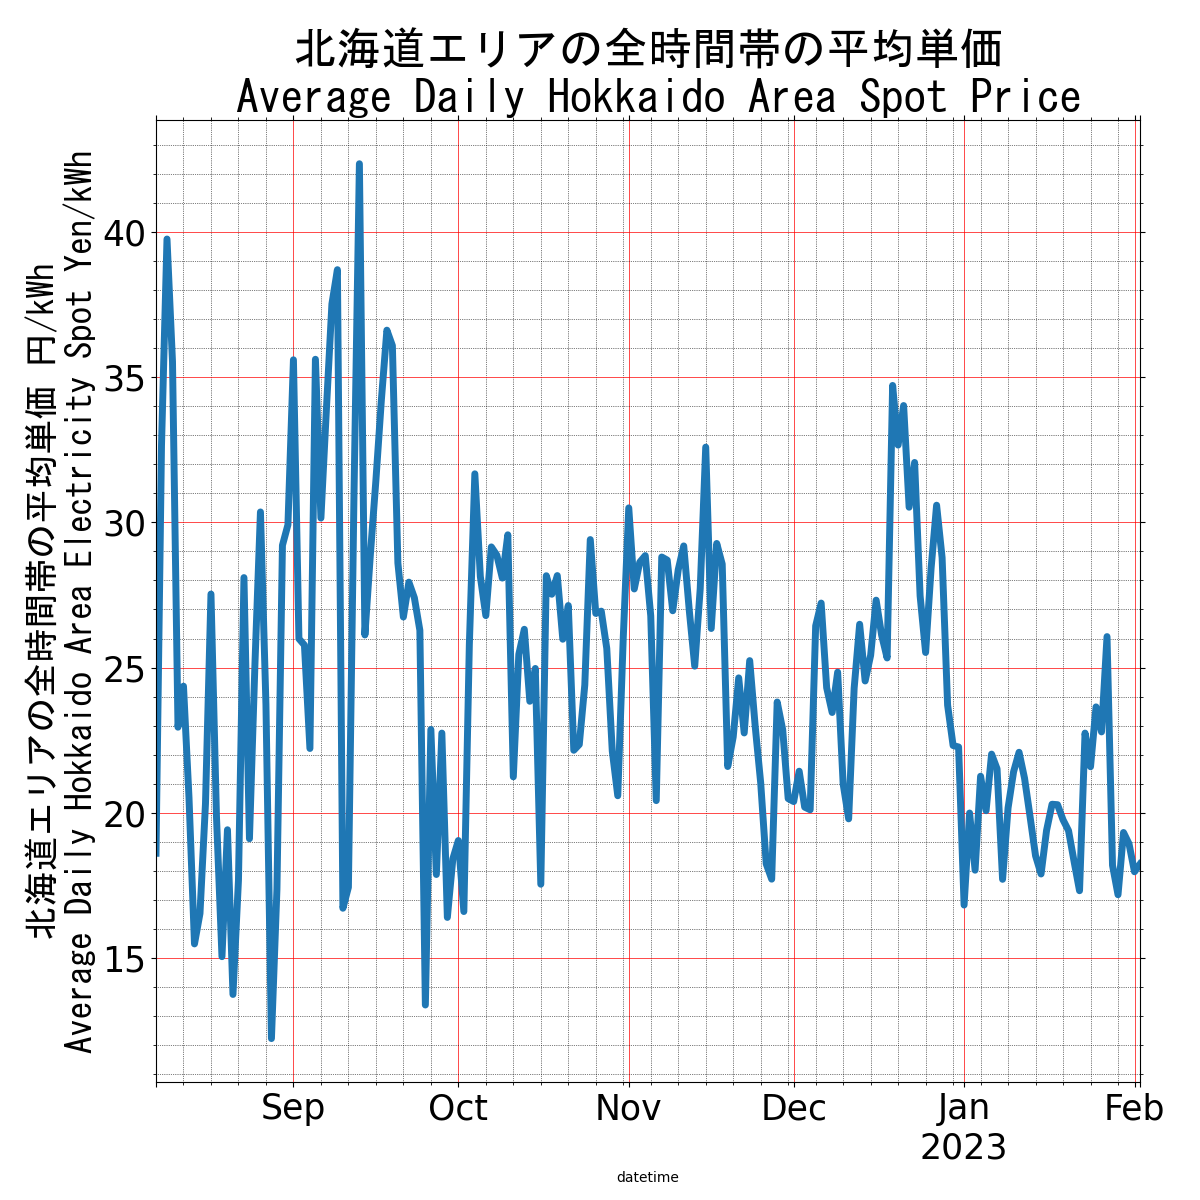 北海道エリアの全時間帯の平均単価
Average Daily Hokkaido Area Spot Price
北海道エリアの全時間帯の平均単価 円/kWh
Average Daily Hokkaido Area Electricity Spot Yen/kWh
40
35
30
25
20
15
Sep
Oct
Nov
Dec
Jan
2023
Feb
datetime